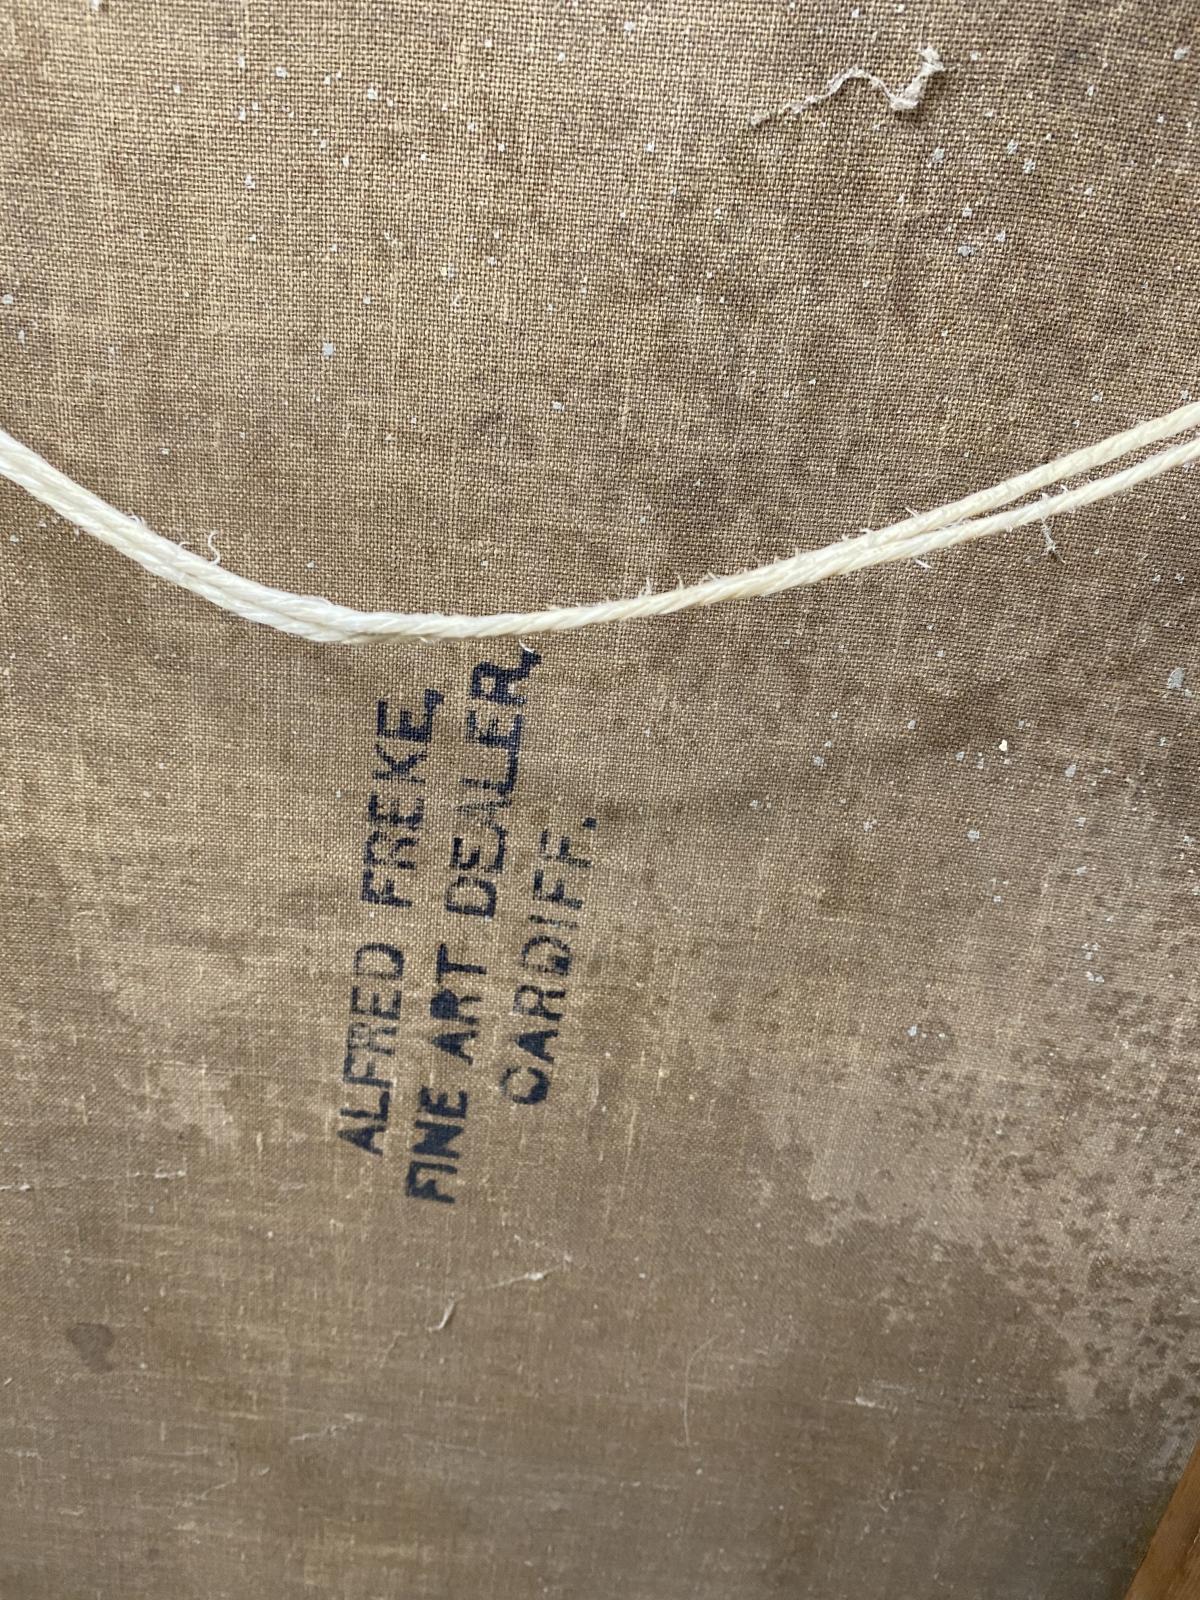 ALFRED FREKE,
FINE ART DEALER,
CARDIFF.